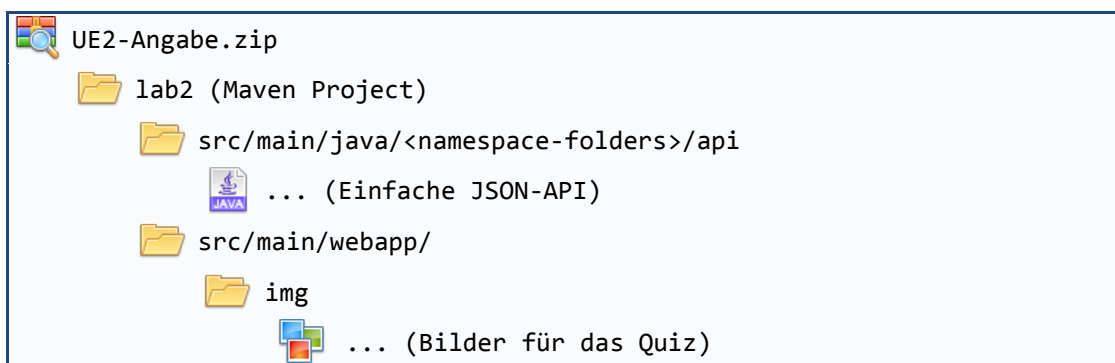 UE2-Angabe.zip
lab2 (Maven Project)
src/main/java/<namespace-folders>/api
JAVA ... (Einfache JSON-API)
src/main/webapp/
img
... (Bilder für das Quiz)